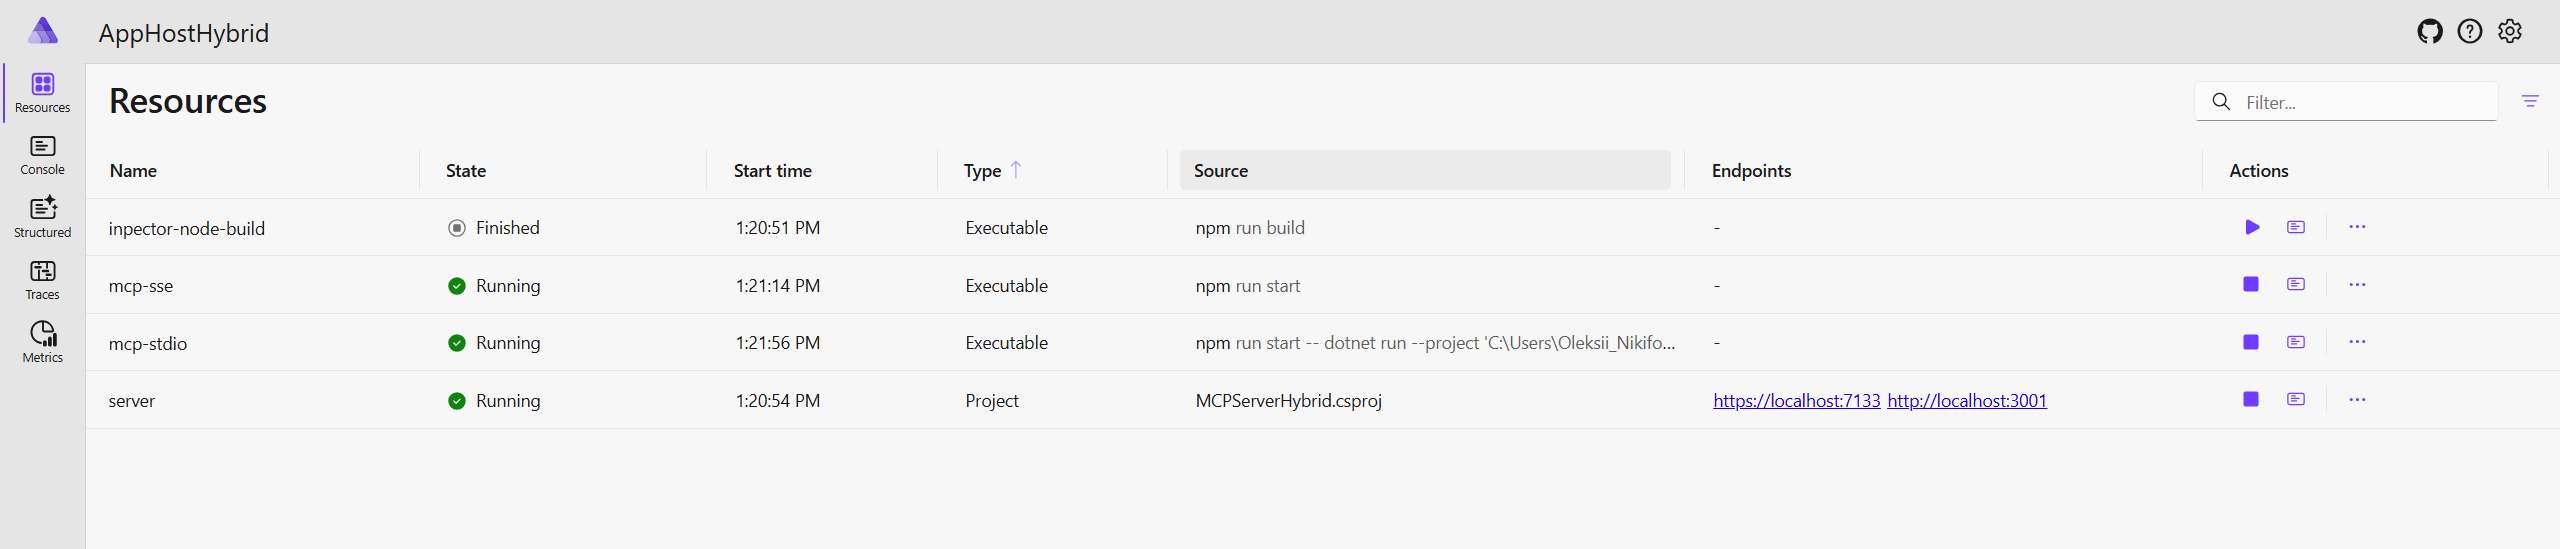 AppHostHybrid
Resources
Console
Structured
Traces
Metrics
Resources
Filter...
Name State Start time Type Source Endpoints Actions
inpector-node-build Finished 1:20:51 PM Executable npm run build -
mcp-sse Running 1:21:14 PM Executable npm run start -
mcp-stdio Running 1:21:56 PM Executable npm run start -- dotnet run --project 'C:\Users\Oleksii_Nikifo... -
server Running 1:20:54 PM Project MCPServerHybrid.csproj https://localhost:7133 http://localhost:3001